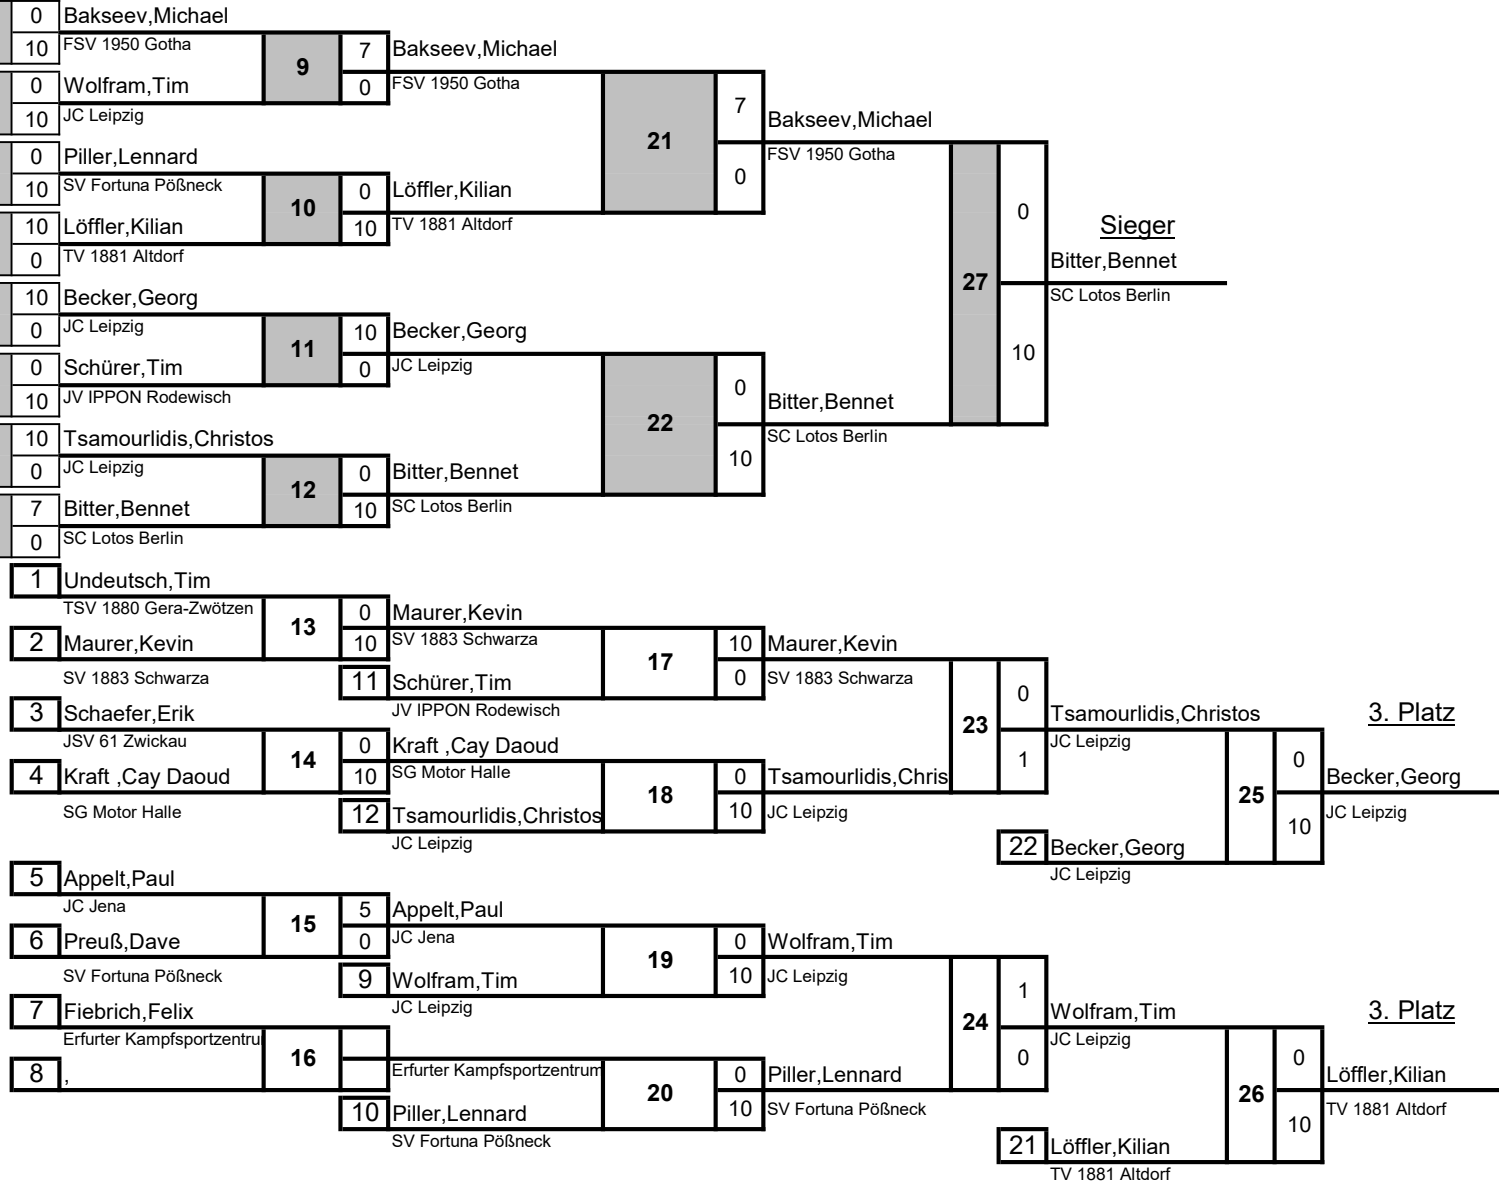 0 Bakseev,Michael
10 FSV 1950 Gotha
9
7 Bakseev,Michael
0 FSV 1950 Gotha
0 Wolfram,Tim
10 JC Leipzig
21
7
0
Bakseev,Michael
FSV 1950 Gotha
0 Piller,Lennard
10 SV Fortuna Pößneck
10
0 Löffler,Kilian
10 TV 1881 Altdorf
10 Löffler,Kilian
0 TV 1881 Altdorf
27
0
10
Sieger
Bitter,Bennet
SC Lotos Berlin
10 Becker,Georg
0 JC Leipzig
11
10 Becker,Georg
0 JC Leipzig
0 Schürer,Tim
10 JV IPPON Rodewisch
22
0
10
Bitter,Bennet
SC Lotos Berlin
10 Tsamourlidis,Christos
0 JC Leipzig
12
0 Bitter,Bennet
10 SC Lotos Berlin
7 Bitter,Bennet
0 SC Lotos Berlin
1 Undeutsch,Tim
TSV 1880 Gera-Zwötzen
13
0 Maurer,Kevin
10 SV 1883 Schwarza
2 Maurer,Kevin
SV 1883 Schwarza
11 Schürer,Tim
JV IPPON Rodewisch
17
10 Maurer,Kevin
0 SV 1883 Schwarza
3 Schaefer,Erik
JSV 61 Zwickau
14
0 Kraft ,Cay Daoud
10 SG Motor Halle
4 Kraft ,Cay Daoud
SG Motor Halle
12 Tsamourlidis,Christos
JC Leipzig
18
0 Tsamourlidis,Chris
10 JC Leipzig
23
0
1
Tsamourlidis,Christos
JC Leipzig
3. Platz
22 Becker,Georg
JC Leipzig
25
0
10
Becker,Georg
JC Leipzig
5 Appelt,Paul
JC Jena
15
5 Appelt,Paul
0 JC Jena
6 Preuß,Dave
SV Fortuna Pößneck
9 Wolfram,Tim
JC Leipzig
19
0 Wolfram,Tim
10 JC Leipzig
7 Fiebrich,Felix
Erfurter Kampfsportzentru
16
8 ,
Erfurter Kampfsportzentrum
10 Piller,Lennard
SV Fortuna Pößneck
20
0 Piller,Lennard
10 SV Fortuna Pößneck
24
1
0
Wolfram,Tim
JC Leipzig
3. Platz
21 Löffler,Kilian
TV 1881 Altdorf
26
0
10
Löffler,Kilian
TV 1881 Altdorf